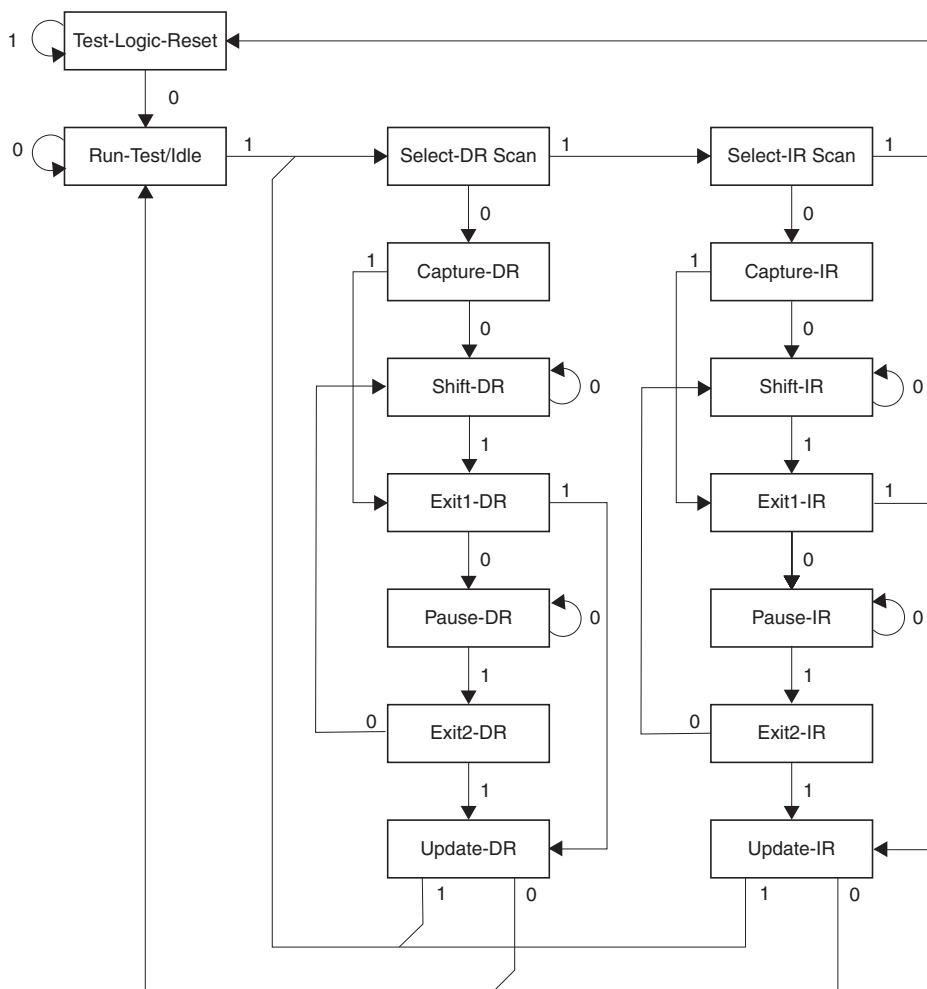 1 Test-Logic-Reset
0
0 Run-Test/Idle 1 Select-DR Scan 1 Select-IR Scan 1
0 0
1 Capture-DR 1 Capture-IR
0 0
Shift-DR 0 Shift-IR 0
1 1
Exit1-DR 1 Exit1-IR 1
0 0
Pause-DR 0 Pause-IR 0
1 1
0 Exit2-DR 0 Exit2-IR
1 1
Update-DR Update-IR
1 0 1 0